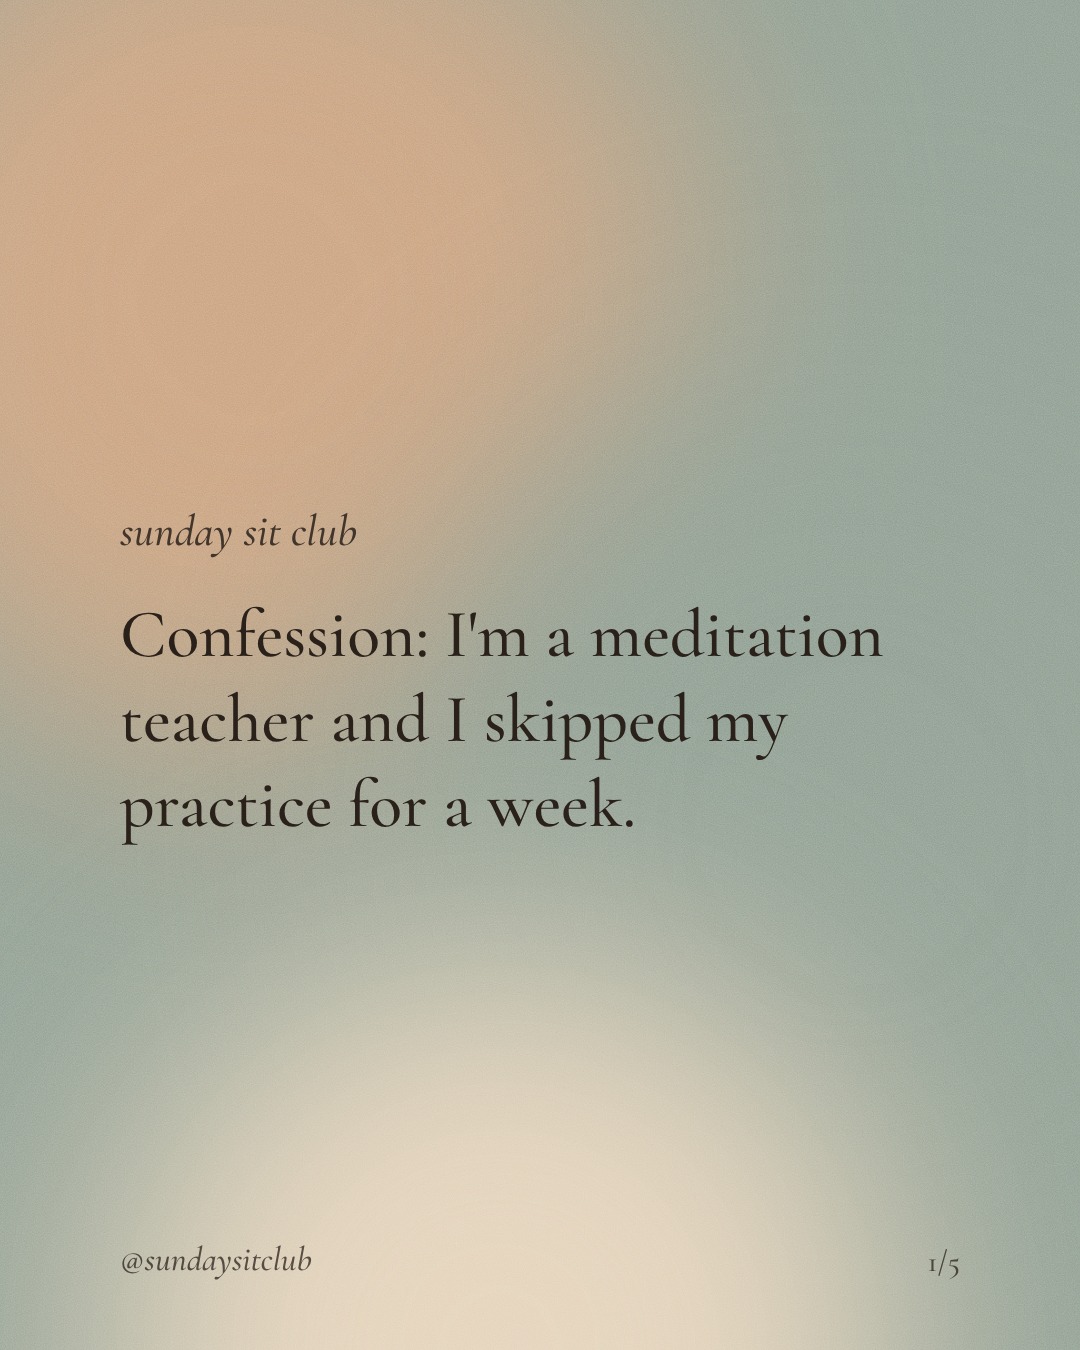 sunday sit club
Confession: I'm a meditation
teacher and I skipped my
practice for a week.
@sundaysitclub
1/5